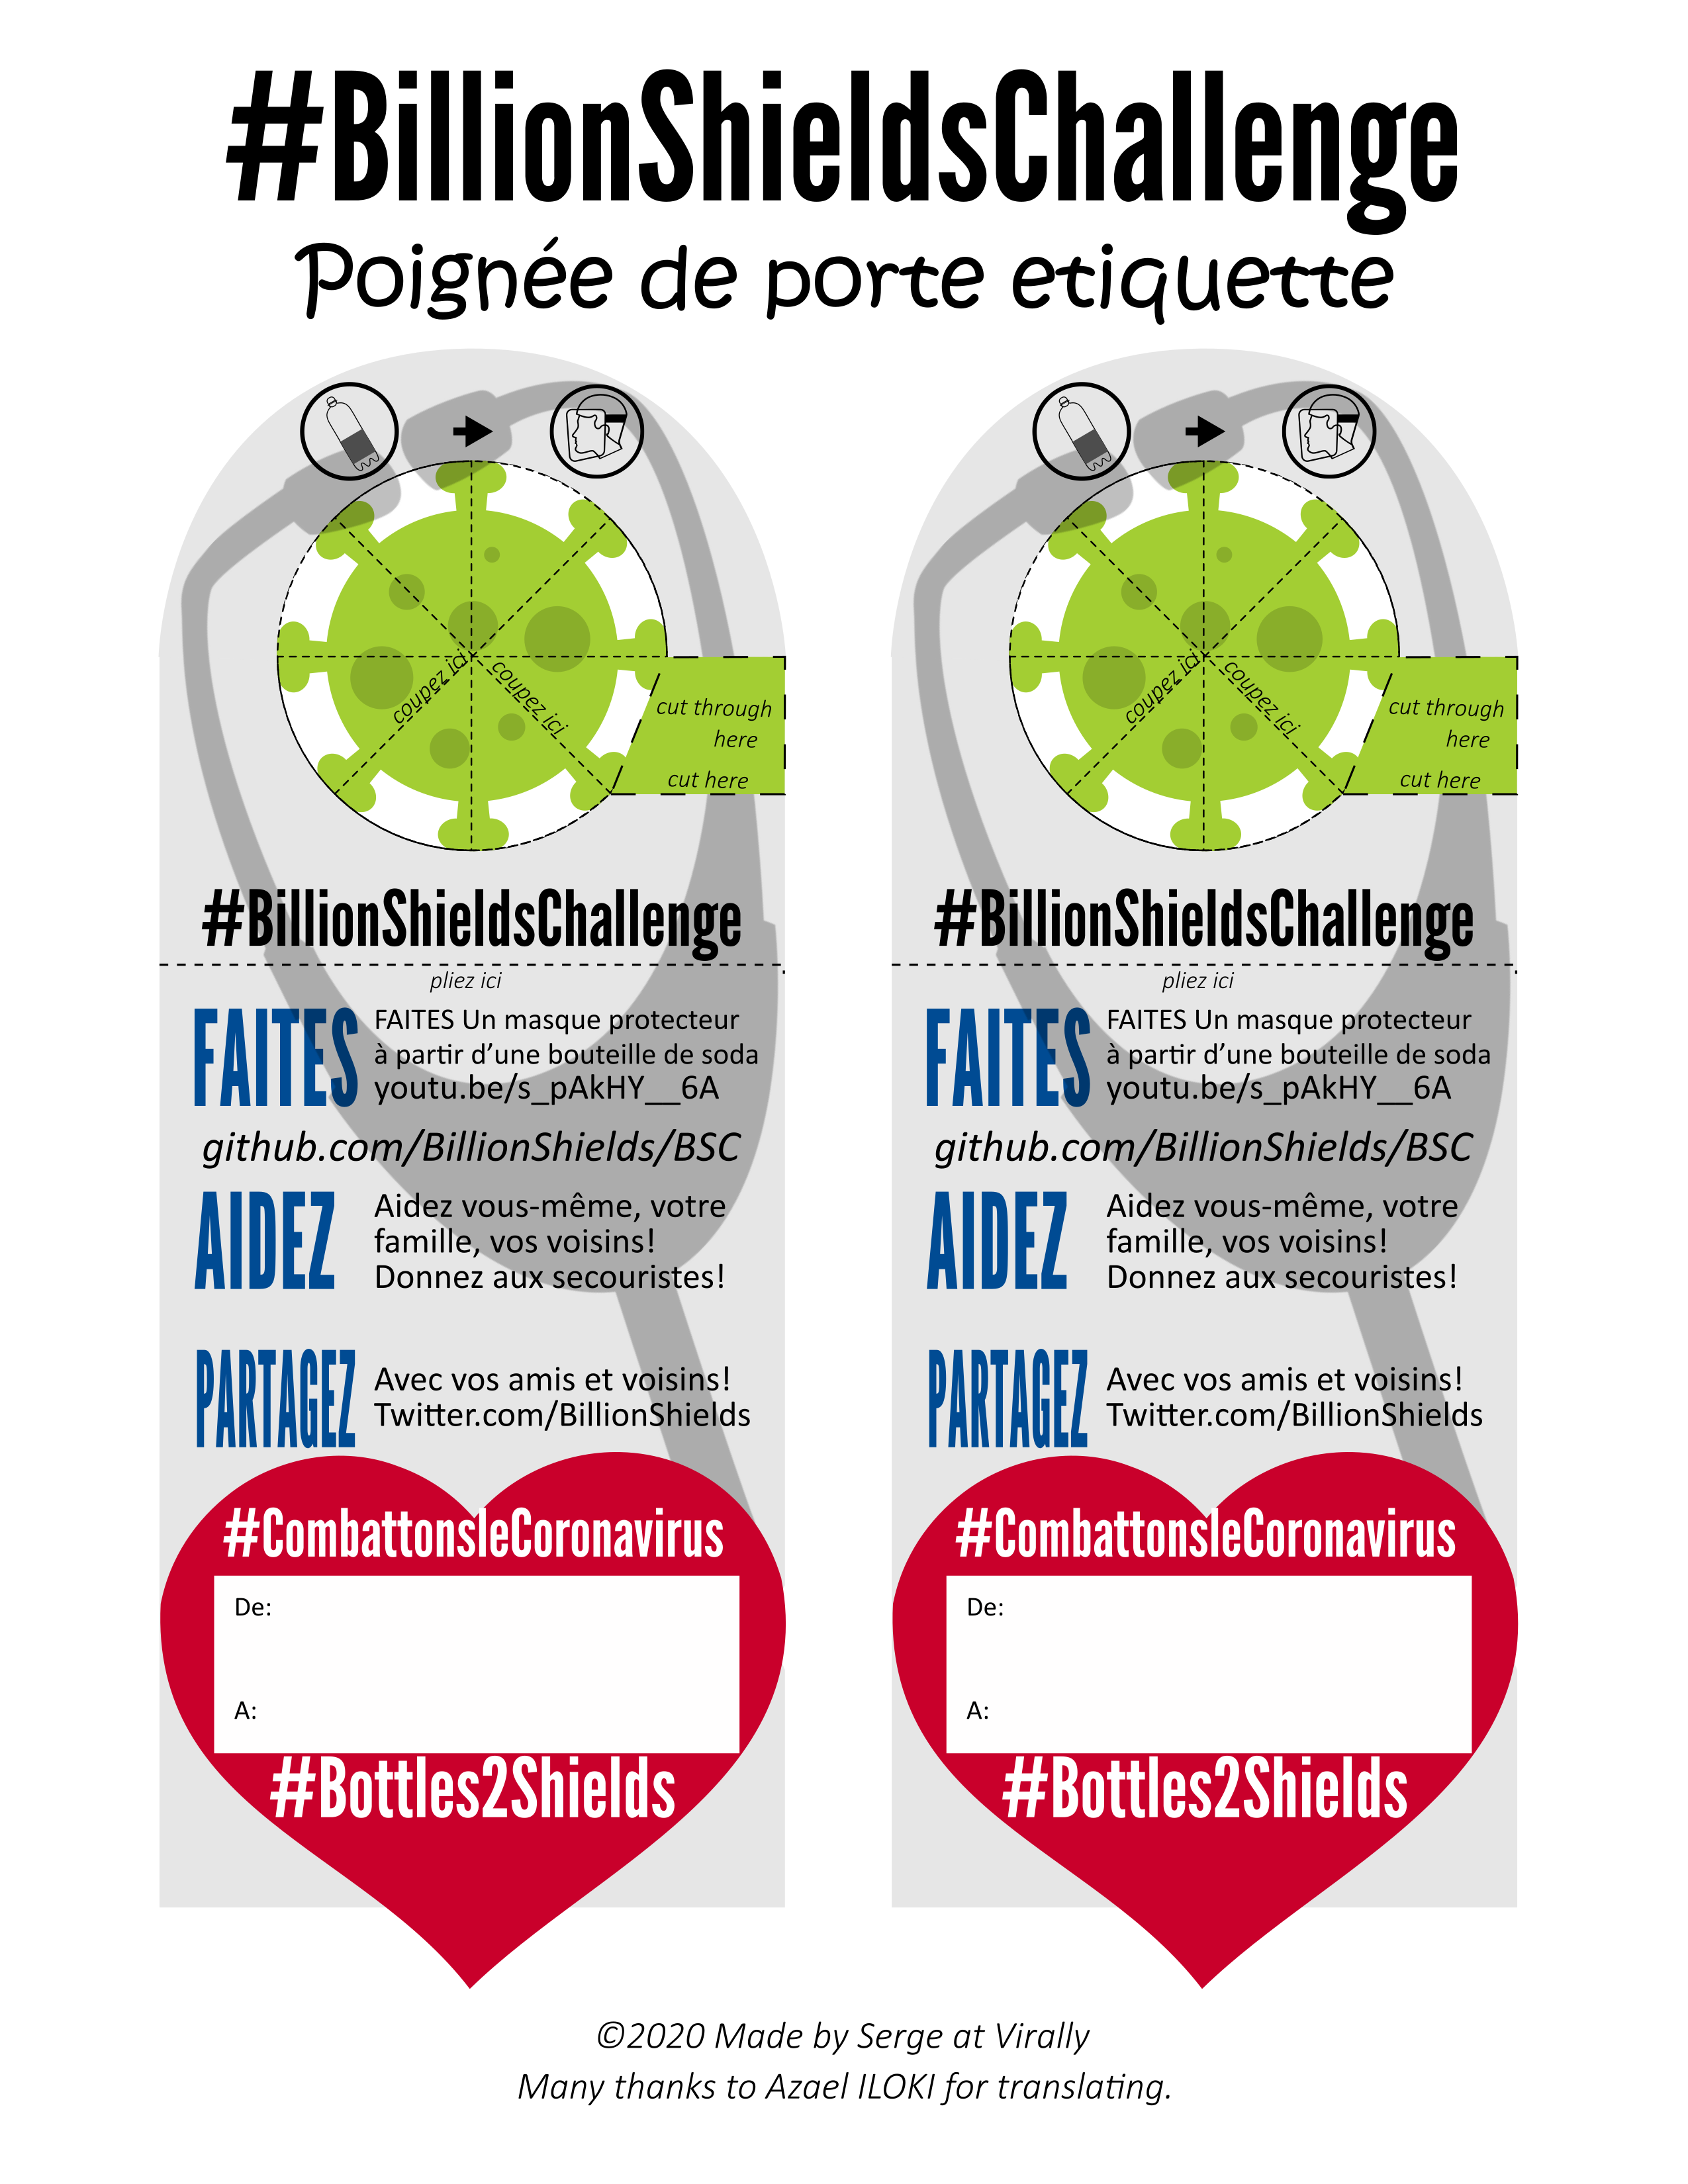 #BillionShieldsChallenge
Poignée de porte etiquette
coupez ici
coupez ici
cut through
here
cut here
#BillionShieldsChallenge
pliez ici
FAITES
FAITES Un masque protecteur
à partir d’une bouteille de soda
youtu.be/s_pAkHY__6A
github.com/BillionShields/BSC
AIDEZ
Aidez vous-même, votre
famille, vos voisins!
Donnez aux secouristes!
PARTAGEZ
Avec vos amis et voisins!
Twitter.com/BillionShields
#CombattonsleCoronavirus
De:
A:
#Bottles2Shields
coupez ici
coupez ici
cut through
here
cut here
#BillionShieldsChallenge
pliez ici
FAITES
FAITES Un masque protecteur
à partir d’une bouteille de soda
youtu.be/s_pAkHY__6A
github.com/BillionShields/BSC
AIDEZ
Aidez vous-même, votre
famille, vos voisins!
Donnez aux secouristes!
PARTAGEZ
Avec vos amis et voisins!
Twitter.com/BillionShields
#CombattonsleCoronavirus
De:
A:
#Bottles2Shields
©2020 Made by Serge at Virally
Many thanks to Azael ILOKI for translating.